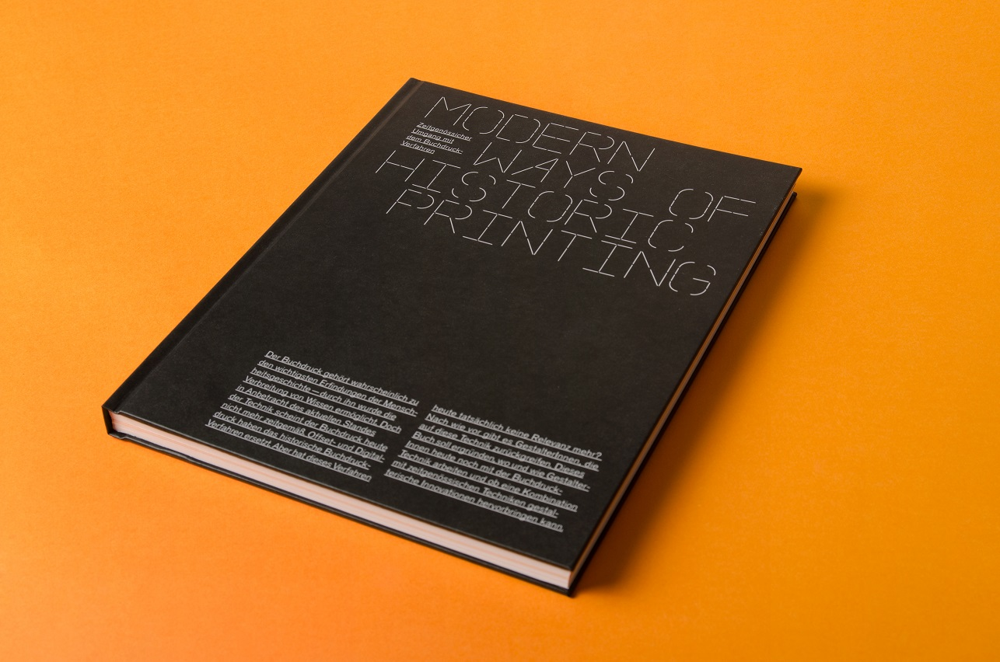 MODERN
Zeitgenössicher
Umgang mit
dem Buchdruck-
Verfahren
WAYS OF
HISTORIC
PRINTING
Der Buchdruck gehört wahrscheinlich zu
den wichtigsten Erfindungen der Mensch-
heitsgeschichte – durch ihn wurde die
Verbreitung von Wissen ermöglicht. Doch
in Anbetracht des aktuellen Standes
der Technik scheint der Buchdruck heute
nicht mehr zeitgemäß. Offset- und Digital-
druck haben das historische Buchdruck-
Verfahren ersetzt. Aber hat dieses Verfahren
heute tatsächlich keine Relevanz mehr?
Nach wie vor gibt es GestalterInnen, die
auf diese Technik zurückgreifen. Dieses
Buch soll ergründen, wo und wie Gestalter-
Innen heute noch mit der Buchdruck-
Technik arbeiten und ob eine Kombination
mit zeitgenössischen Techniken gestal-
terische Innovationen hervorbringen kann.